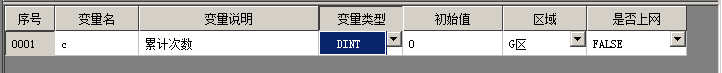 序号 变量名 变量说明 变量类型 初始值 区域 是否上网
0001 c 累计次数 DINT 0 G区 FALSE